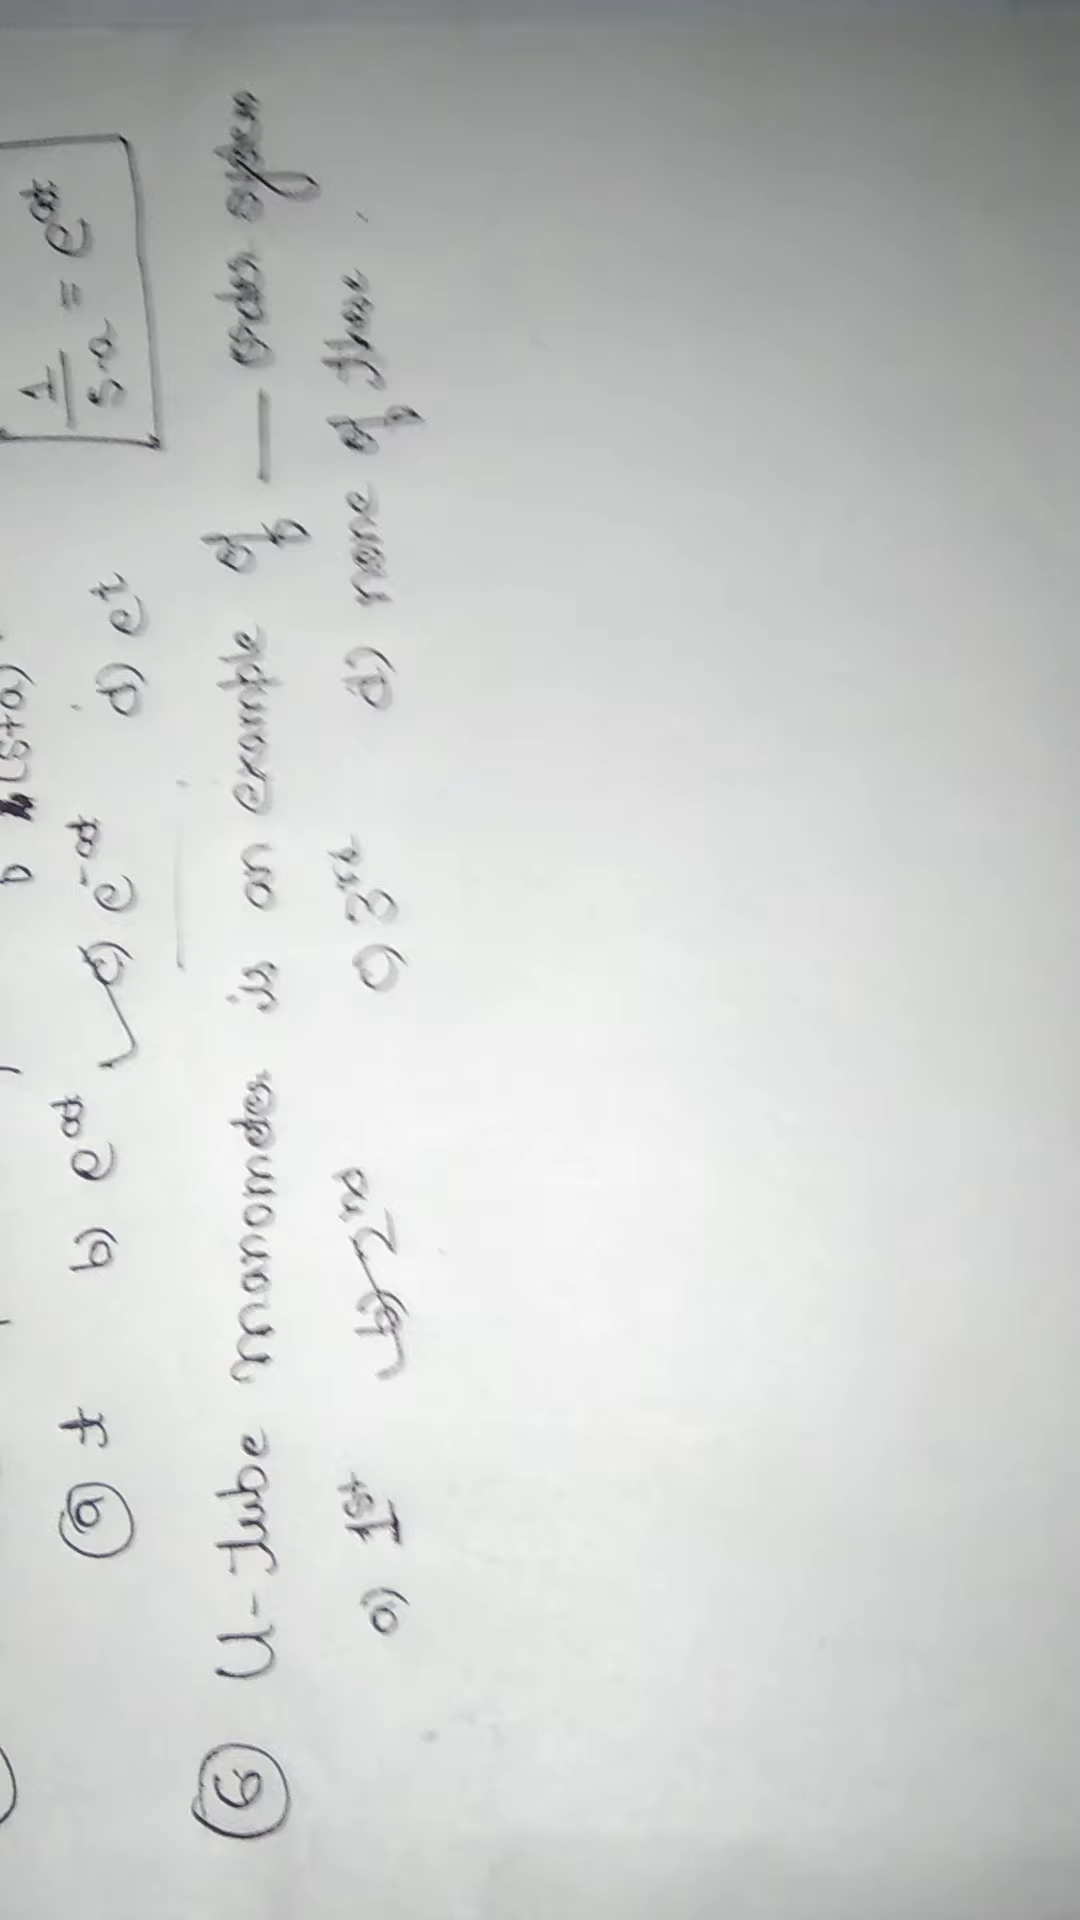 (s+a)
1/s-a = e^at
a) t b) e^at c) e^-at d) e^t
6 U-tube manometer is an example of — order system
a) 1st b) 2nd c) 3rd d) none of these.